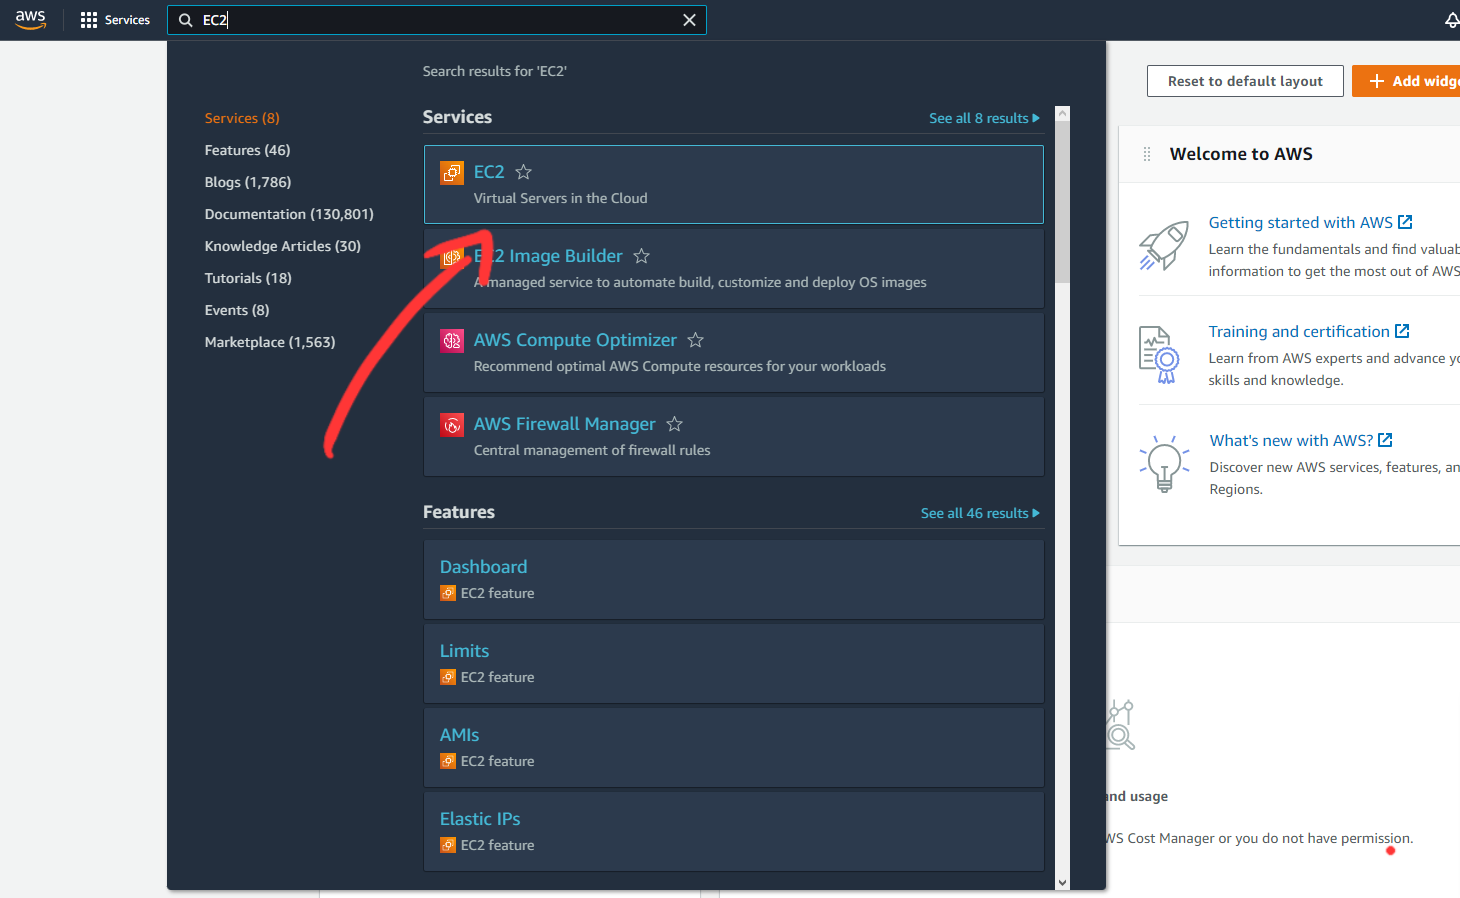 aws
Services
EC2
Search results for 'EC2'
Services (8)
Features (46)
Blogs (1,786)
Documentation (130,801)
Knowledge Articles (30)
Tutorials (18)
Events (8)
Marketplace (1,563)
Services
See all 8 results
EC2
Virtual Servers in the Cloud
EC2 Image Builder
A managed service to automate build, customize and deploy OS images
AWS Compute Optimizer
Recommend optimal AWS Compute resources for your workloads
AWS Firewall Manager
Central management of firewall rules
Features
See all 46 results
Dashboard
EC2 feature
Limits
EC2 feature
AMIs
EC2 feature
Elastic IPs
EC2 feature
Reset to default layout
Add
Welcome to AWS
Getting started with AWS
Learn the fundamentals and find
information to get the most out of AWS
Training and certification
Learn from AWS experts and advance
skills and knowledge.
What's new with AWS?
Discover new AWS services, features,
Regions.
and usage
Cost Manager or you do not have permission.